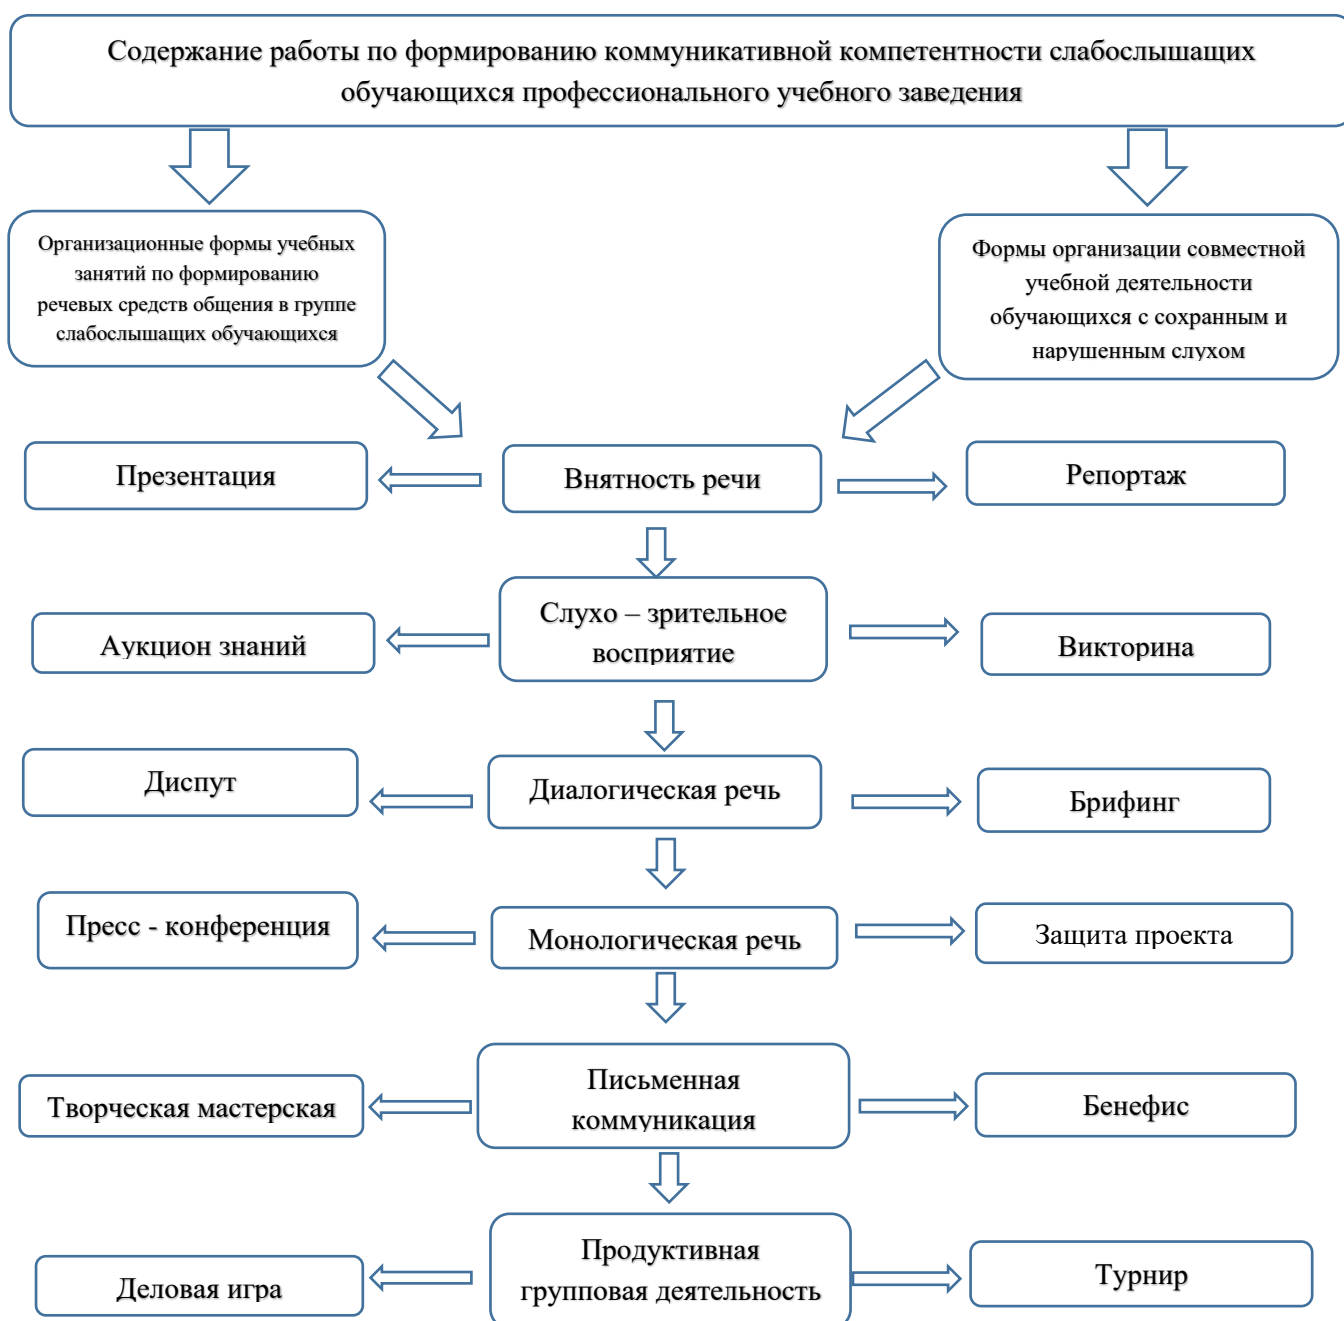 Содержание работы по формированию коммуникативной компетентности слабослышащих
обучающихся профессионального учебного заведения
Организационные формы учебных
занятий по формированию
речевых средств общения в группе
слабослышащих обучающихся
Формы организации совместной
учебной деятельности
обучающихся с сохранным и
нарушенным слухом
Презентация
Внятность речи
Репортаж
Аукцион знаний
Слухо – зрительное
восприятие
Викторина
Диспут
Диалогическая речь
Брифинг
Пресс - конференция
Монологическая речь
Защита проекта
Творческая мастерская
Письменная
коммуникация
Бенефис
Деловая игра
Продуктивная
групповая деятельность
Турнир